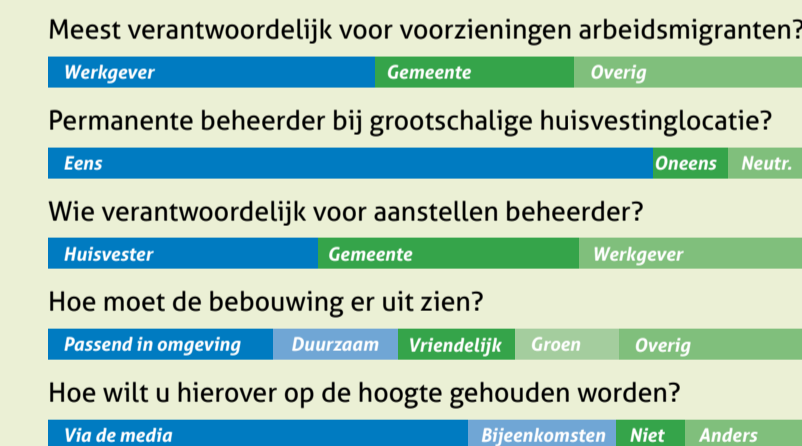 Meest verantwoordelijk voor voorzieningen arbeidsmigranten?
Werkgever Gemeente Overig
Permanente beheerder bij grootschalige huisvestinglocatie?
Eens Oneens Neutr.
Wie verantwoordelijk voor aanstellen beheerder?
Huisvester Gemeente Werkgever
Hoe moet de bebouwing er uit zien?
Passend in omgeving Duurzaam Vriendelijk Groen Overig
Hoe wilt u hierover op de hoogte gehouden worden?
Via de media Bijeenkomsten Niet Anders